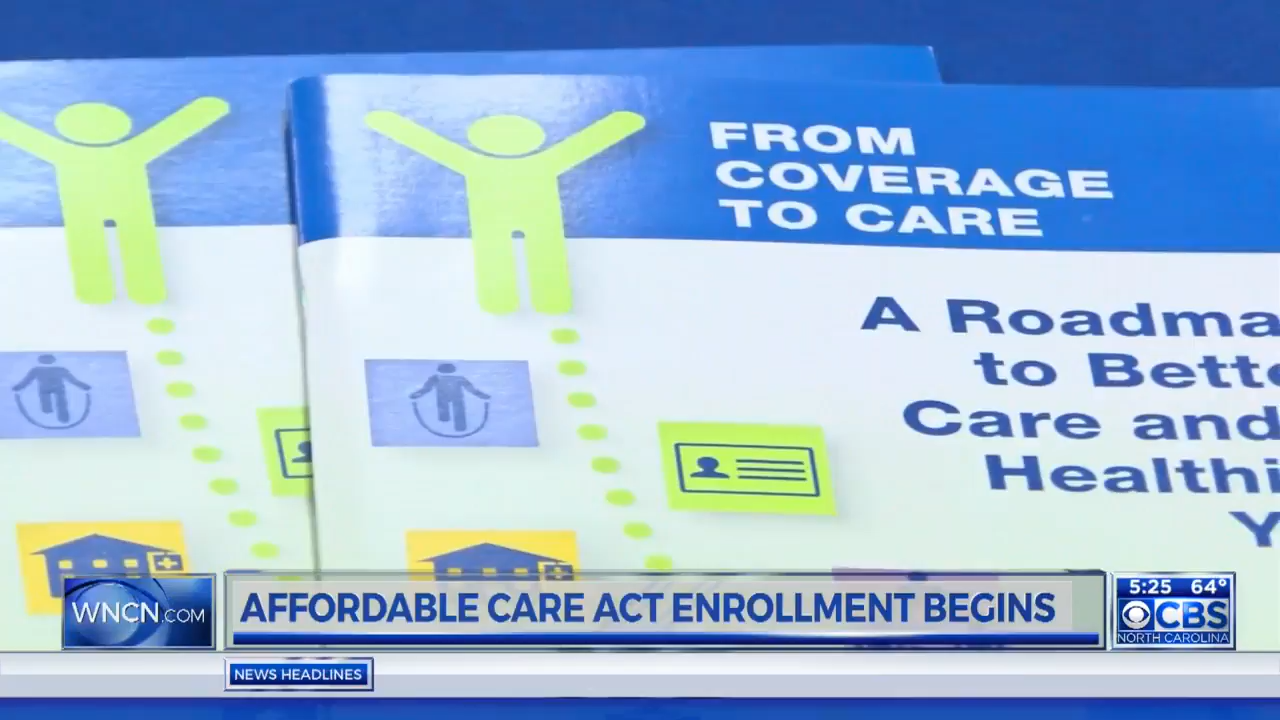 FROM
COVERAGE
TO CARE
A Roadma
to Bette
Care and
Healthi
Y
WNCN.COM
AFFORDABLE CARE ACT ENROLLMENT BEGINS
5:25 64°
CBS
NORTH CAROLINA
NEWS HEADLINES